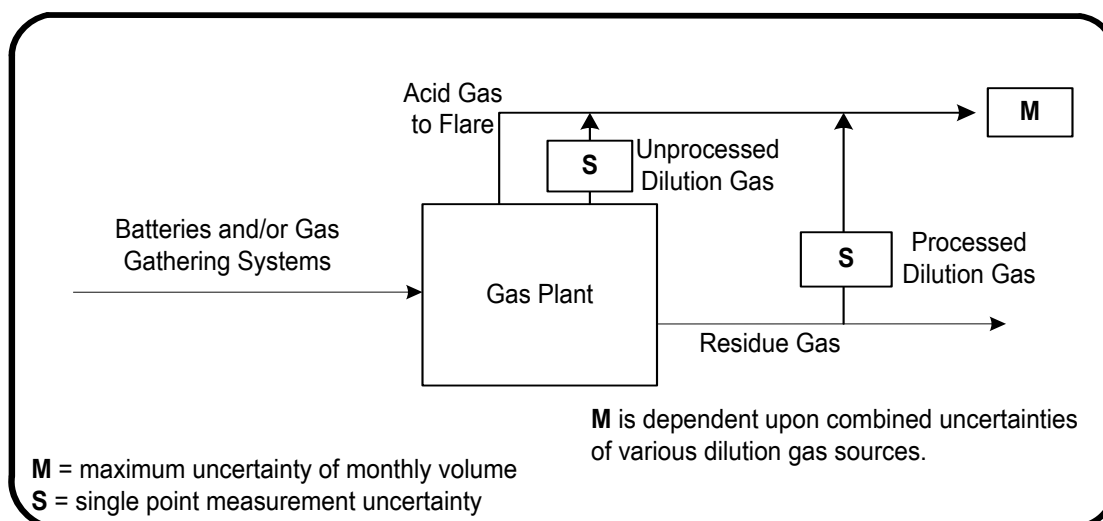 Acid Gas
to Flare
M
S
Unprocessed
Dilution Gas
Batteries and/or Gas
Gathering Systems
S
Processed
Dilution Gas
Gas Plant
Residue Gas
M is dependent upon combined uncertainties
of various dilution gas sources.
M = maximum uncertainty of monthly volume
S = single point measurement uncertainty